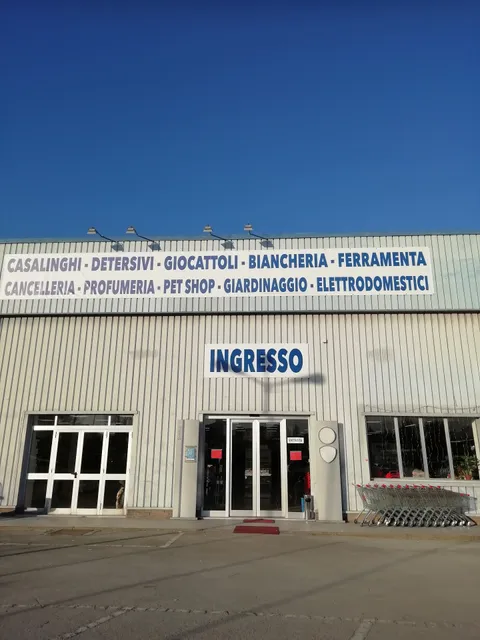 CASALINGHI - DETERSIVI - GIOCATTOLI - BIANCHERIA - FERRAMENTA
CANCELLERIA - PROFUMERIA - PET SHOP - GIARDINAGGIO - ELETTRODOMESTICI
INGRESSO